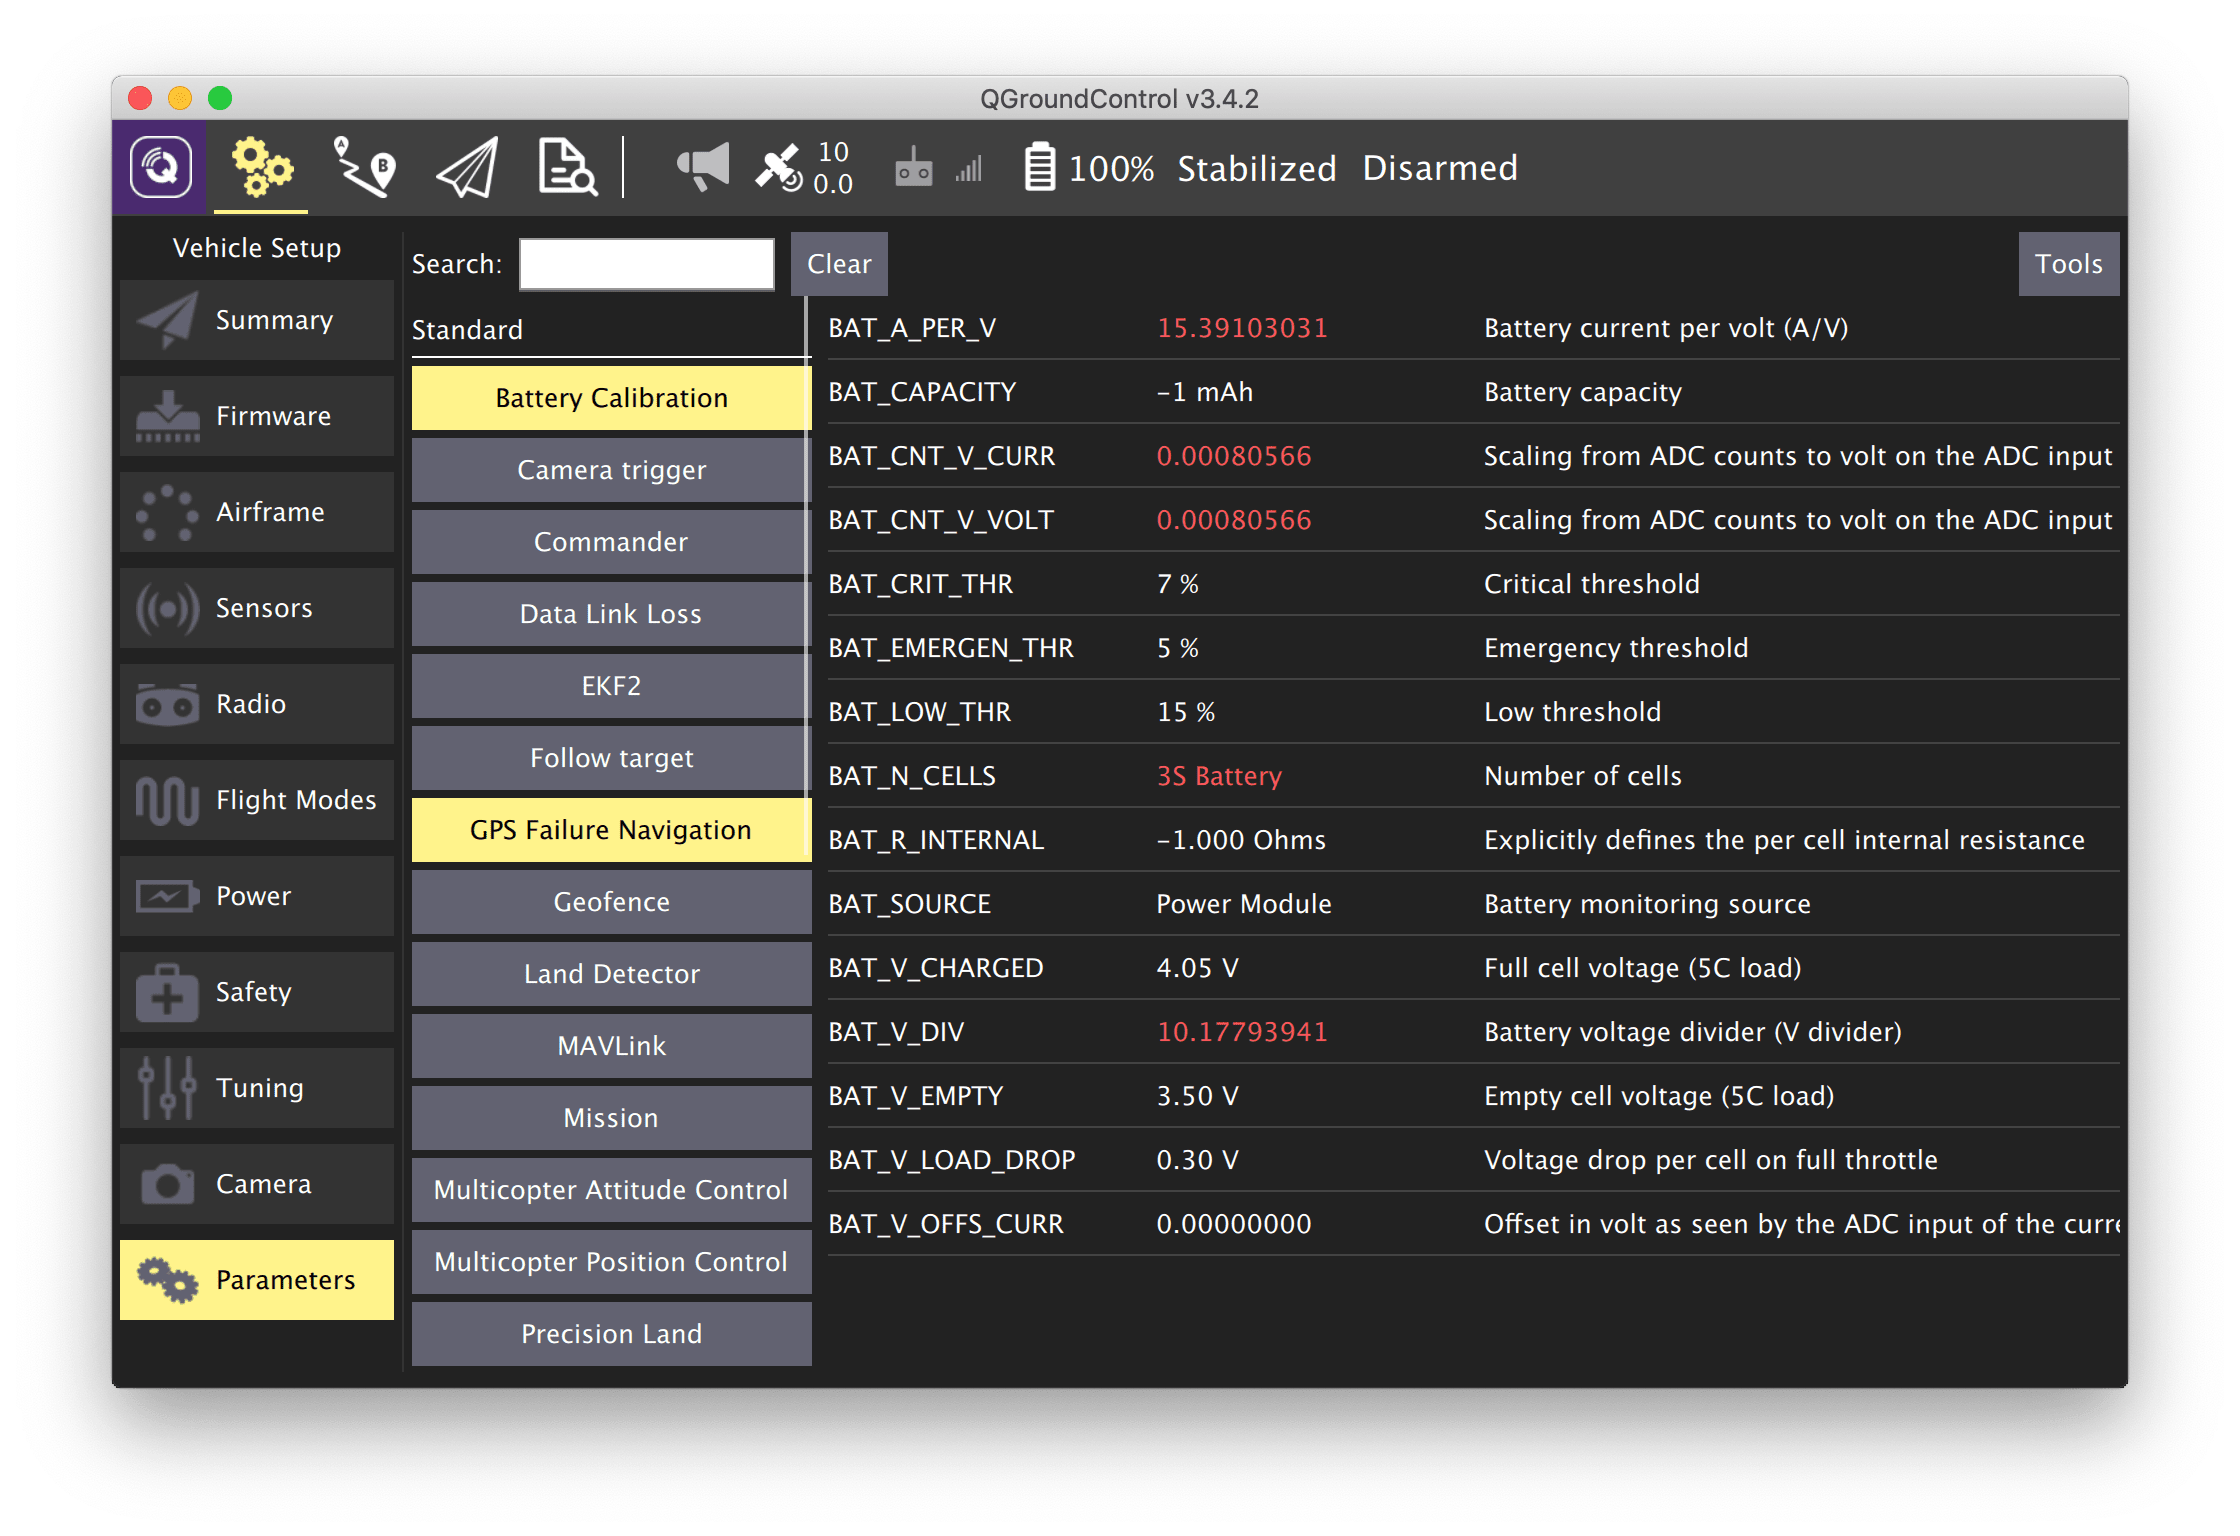 QGroundControl v3.4.2
A
B
10
0.0
100% Stabilized Disarmed
Vehicle Setup
Summary
Firmware
Airframe
Sensors
Radio
Flight Modes
Power
Safety
Tuning
Camera
Parameters
Search: Clear Tools
Standard
Battery Calibration
Camera trigger
Commander
Data Link Loss
EKF2
Follow target
GPS Failure Navigation
Geofence
Land Detector
MAVLink
Mission
Multicopter Attitude Control
Multicopter Position Control
Precision Land
BAT_A_PER_V 15.39103031 Battery current per volt (A/V)
BAT_CAPACITY -1 mAh Battery capacity
BAT_CNT_V_CURR 0.00080566 Scaling from ADC counts to volt on the ADC input
BAT_CNT_V_VOLT 0.00080566 Scaling from ADC counts to volt on the ADC input
BAT_CRIT_THR 7 % Critical threshold
BAT_EMERGEN_THR 5 % Emergency threshold
BAT_LOW_THR 15 % Low threshold
BAT_N_CELLS 3S Battery Number of cells
BAT_R_INTERNAL -1.000 Ohms Explicitly defines the per cell internal resistance
BAT_SOURCE Power Module Battery monitoring source
BAT_V_CHARGED 4.05 V Full cell voltage (5C load)
BAT_V_DIV 10.17793941 Battery voltage divider (V divider)
BAT_V_EMPTY 3.50 V Empty cell voltage (5C load)
BAT_V_LOAD_DROP 0.30 V Voltage drop per cell on full throttle
BAT_V_OFFS_CURR 0.00000000 Offset in volt as seen by the ADC input of the curre